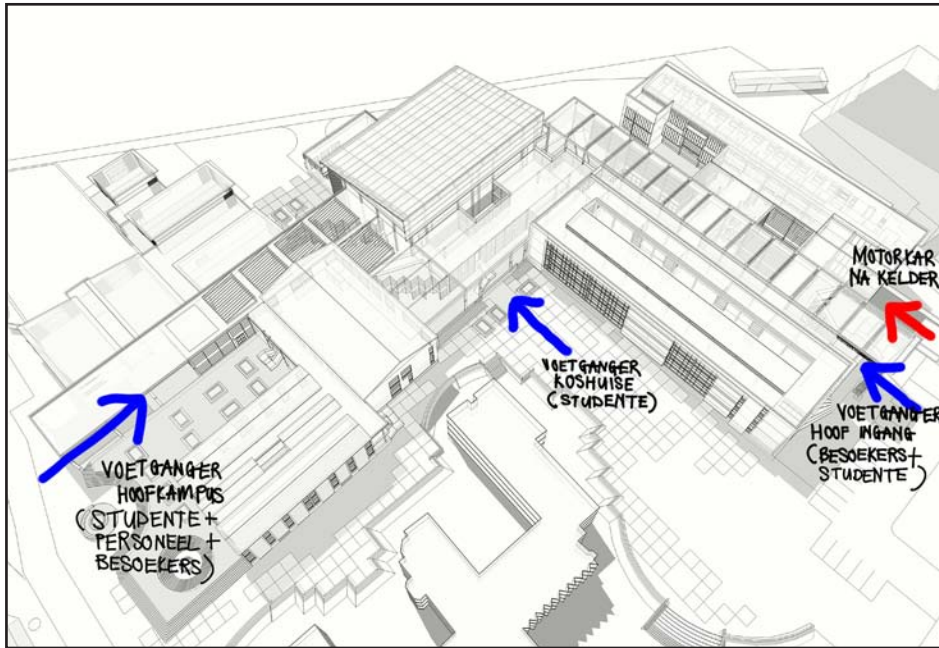 VOETGANGER
HOOFKAMPUS
(STUDENTE +
PERSONEEL +
BESOEKERS)
VOETGANGER
KOSHUISE
(STUDENTE)
MOTORKAR
NA KELDER
VOETGANGER
HOOF INGANG
(BESOEKERS +
STUDENTE)